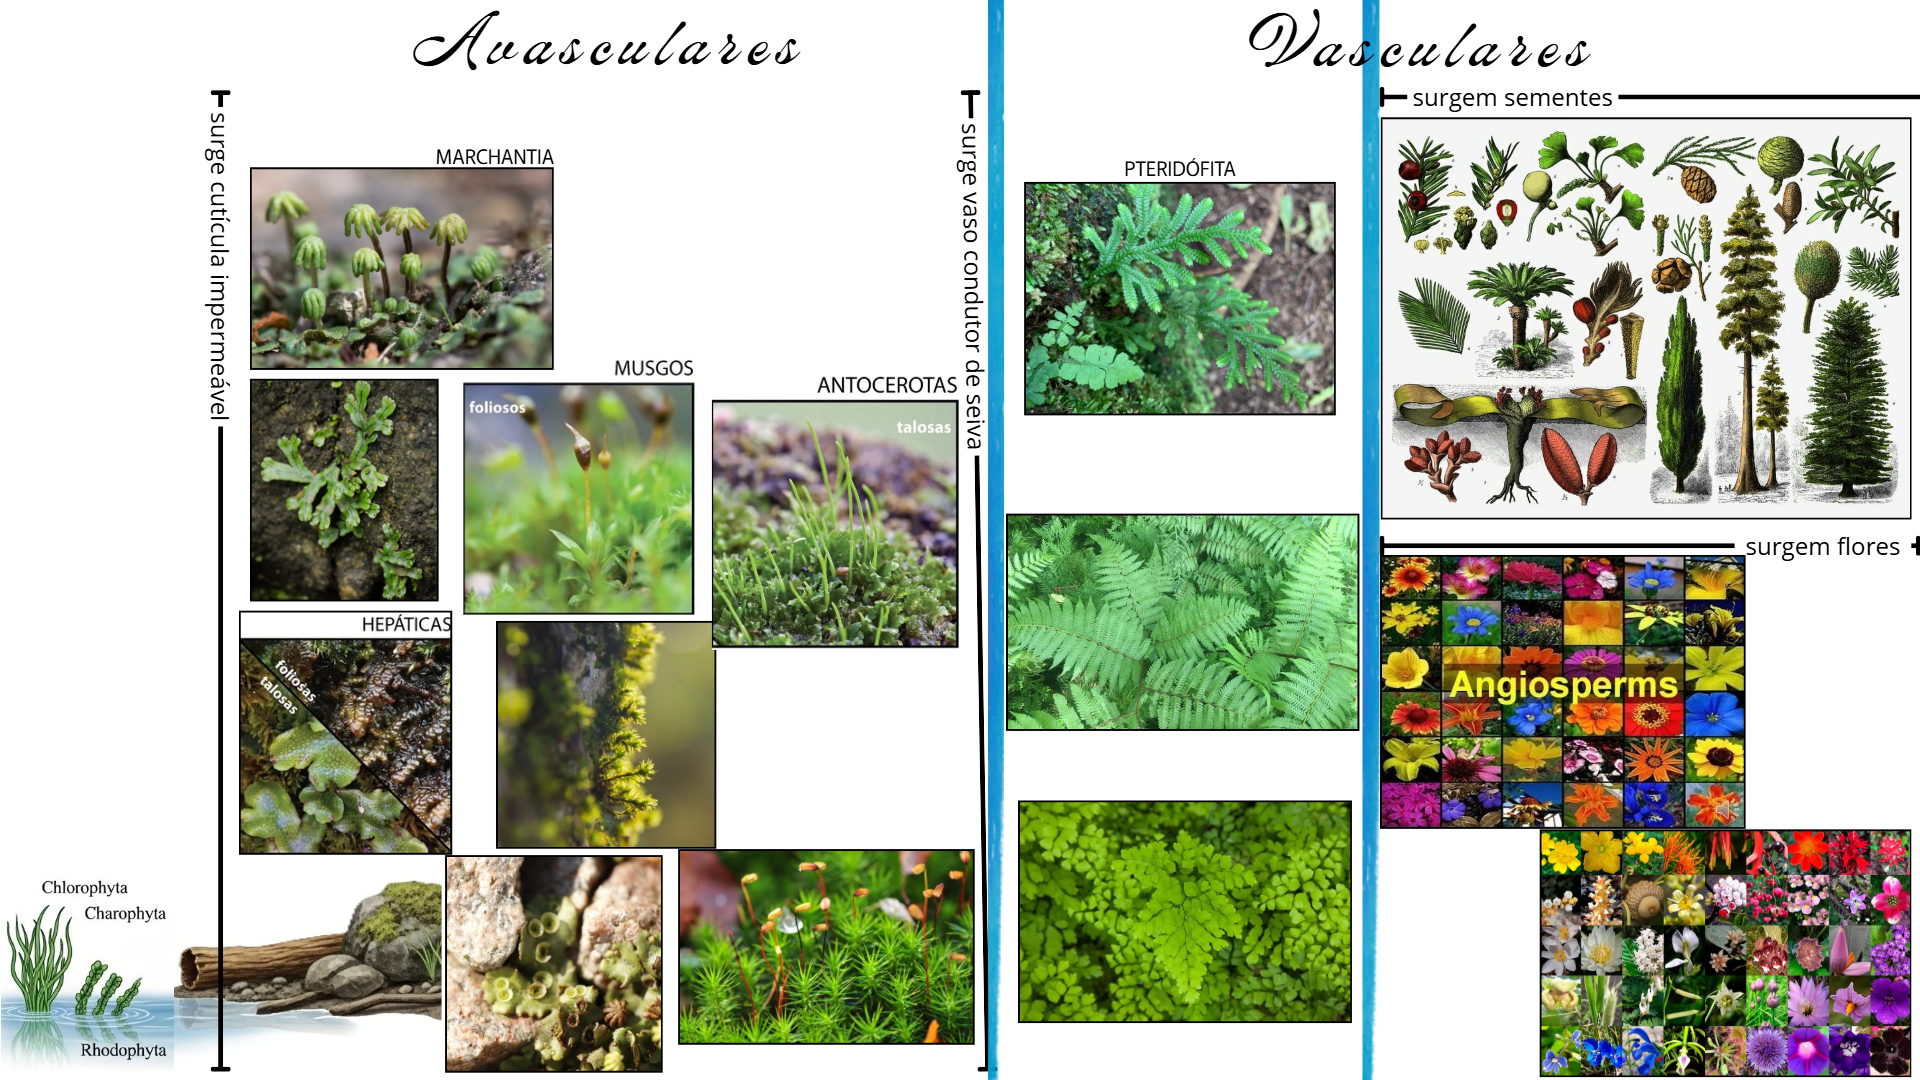 Avasculares
Vasculares
surge cutícula impermeável
surge vaso condutor de seiva
surgem sementes
MARCHANTIA
PTERIDÓFITA
MUSGOS
foliosos
ANTOCEROTAS
talosas
HEPÁTICAS
foliosas
talosas
surgem flores
Angiosperms
Chlorophyta
Charophyta
Rhodophyta